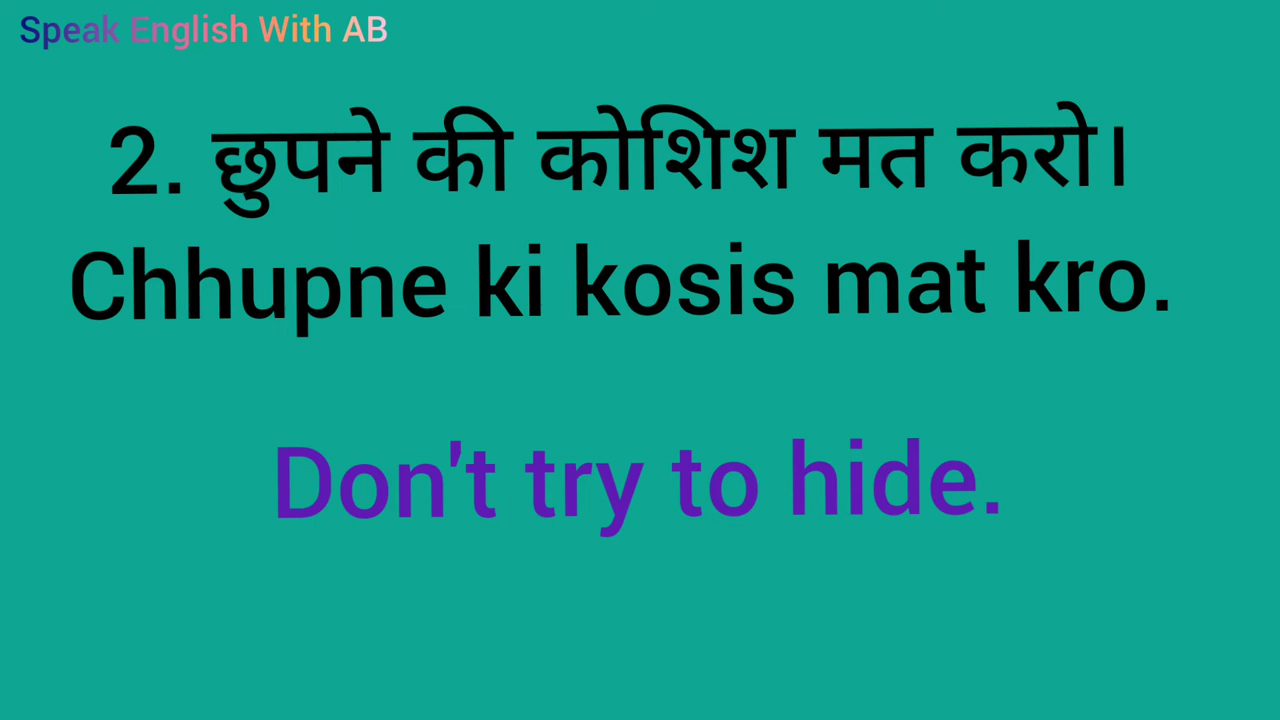 Speak English With AB
2. छुपने की कोशिश मत करो।
Chhupne ki kosis mat kro.
Don't try to hide.